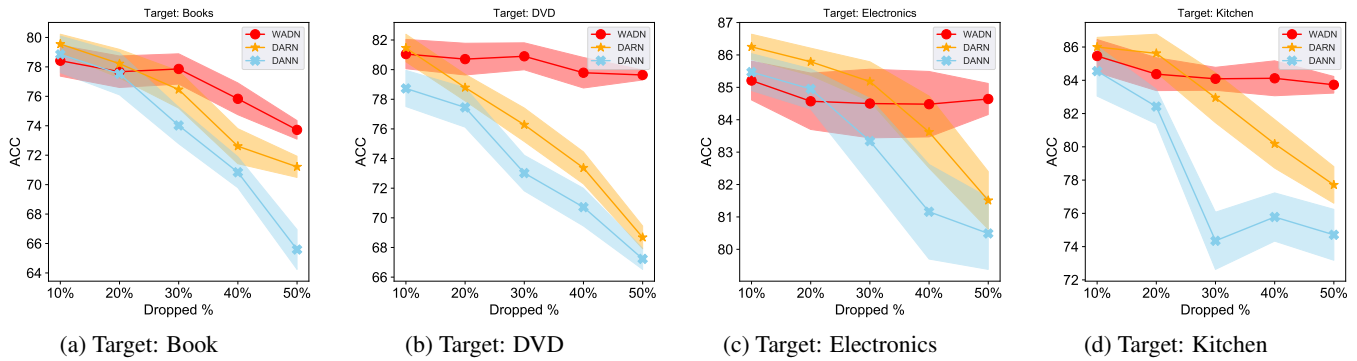 Target: Books
80
78
76
74
72
70
68
66
64
ACC
10%
20%
30%
40%
50%
Dropped %
WADN
DARN
DANN
(a) Target: Book
Target: DVD
82
80
78
76
74
72
70
68
66
ACC
10%
20%
30%
40%
50%
Dropped %
WADN
DARN
DANN
(b) Target: DVD
Target: Electronics
87
86
85
84
83
82
81
80
ACC
10%
20%
30%
40%
50%
Dropped %
WADN
DARN
DANN
(c) Target: Electronics
Target: Kitchen
86
84
82
80
78
76
74
72
ACC
10%
20%
30%
40%
50%
Dropped %
WADN
DARN
DANN
(d) Target: Kitchen